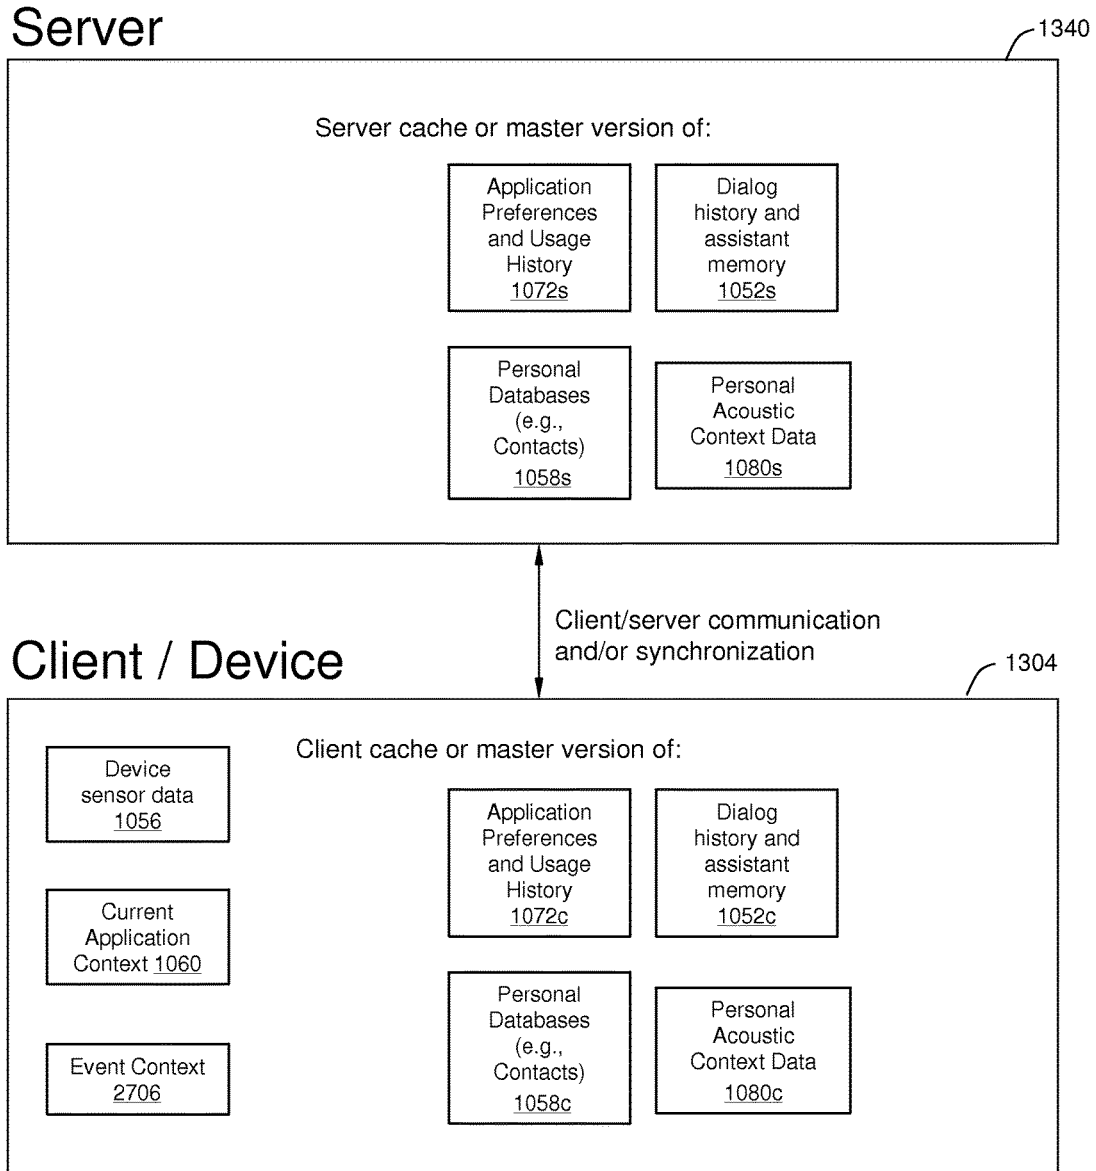 Server
1340
Server cache or master version of:
Application
Preferences
and Usage
History
1072s
Dialog
history and
assistant
memory
1052s
Personal
Databases
(e.g.,
Contacts)
1058s
Personal
Acoustic
Context Data
1080s
Client/server communication
and/or synchronization
Client / Device
1304
Client cache or master version of:
Device
sensor data
1056
Current
Application
Context 1060
Event Context
2706
Application
Preferences
and Usage
History
1072c
Dialog
history and
assistant
memory
1052c
Personal
Databases
(e.g.,
Contacts)
1058c
Personal
Acoustic
Context Data
1080c